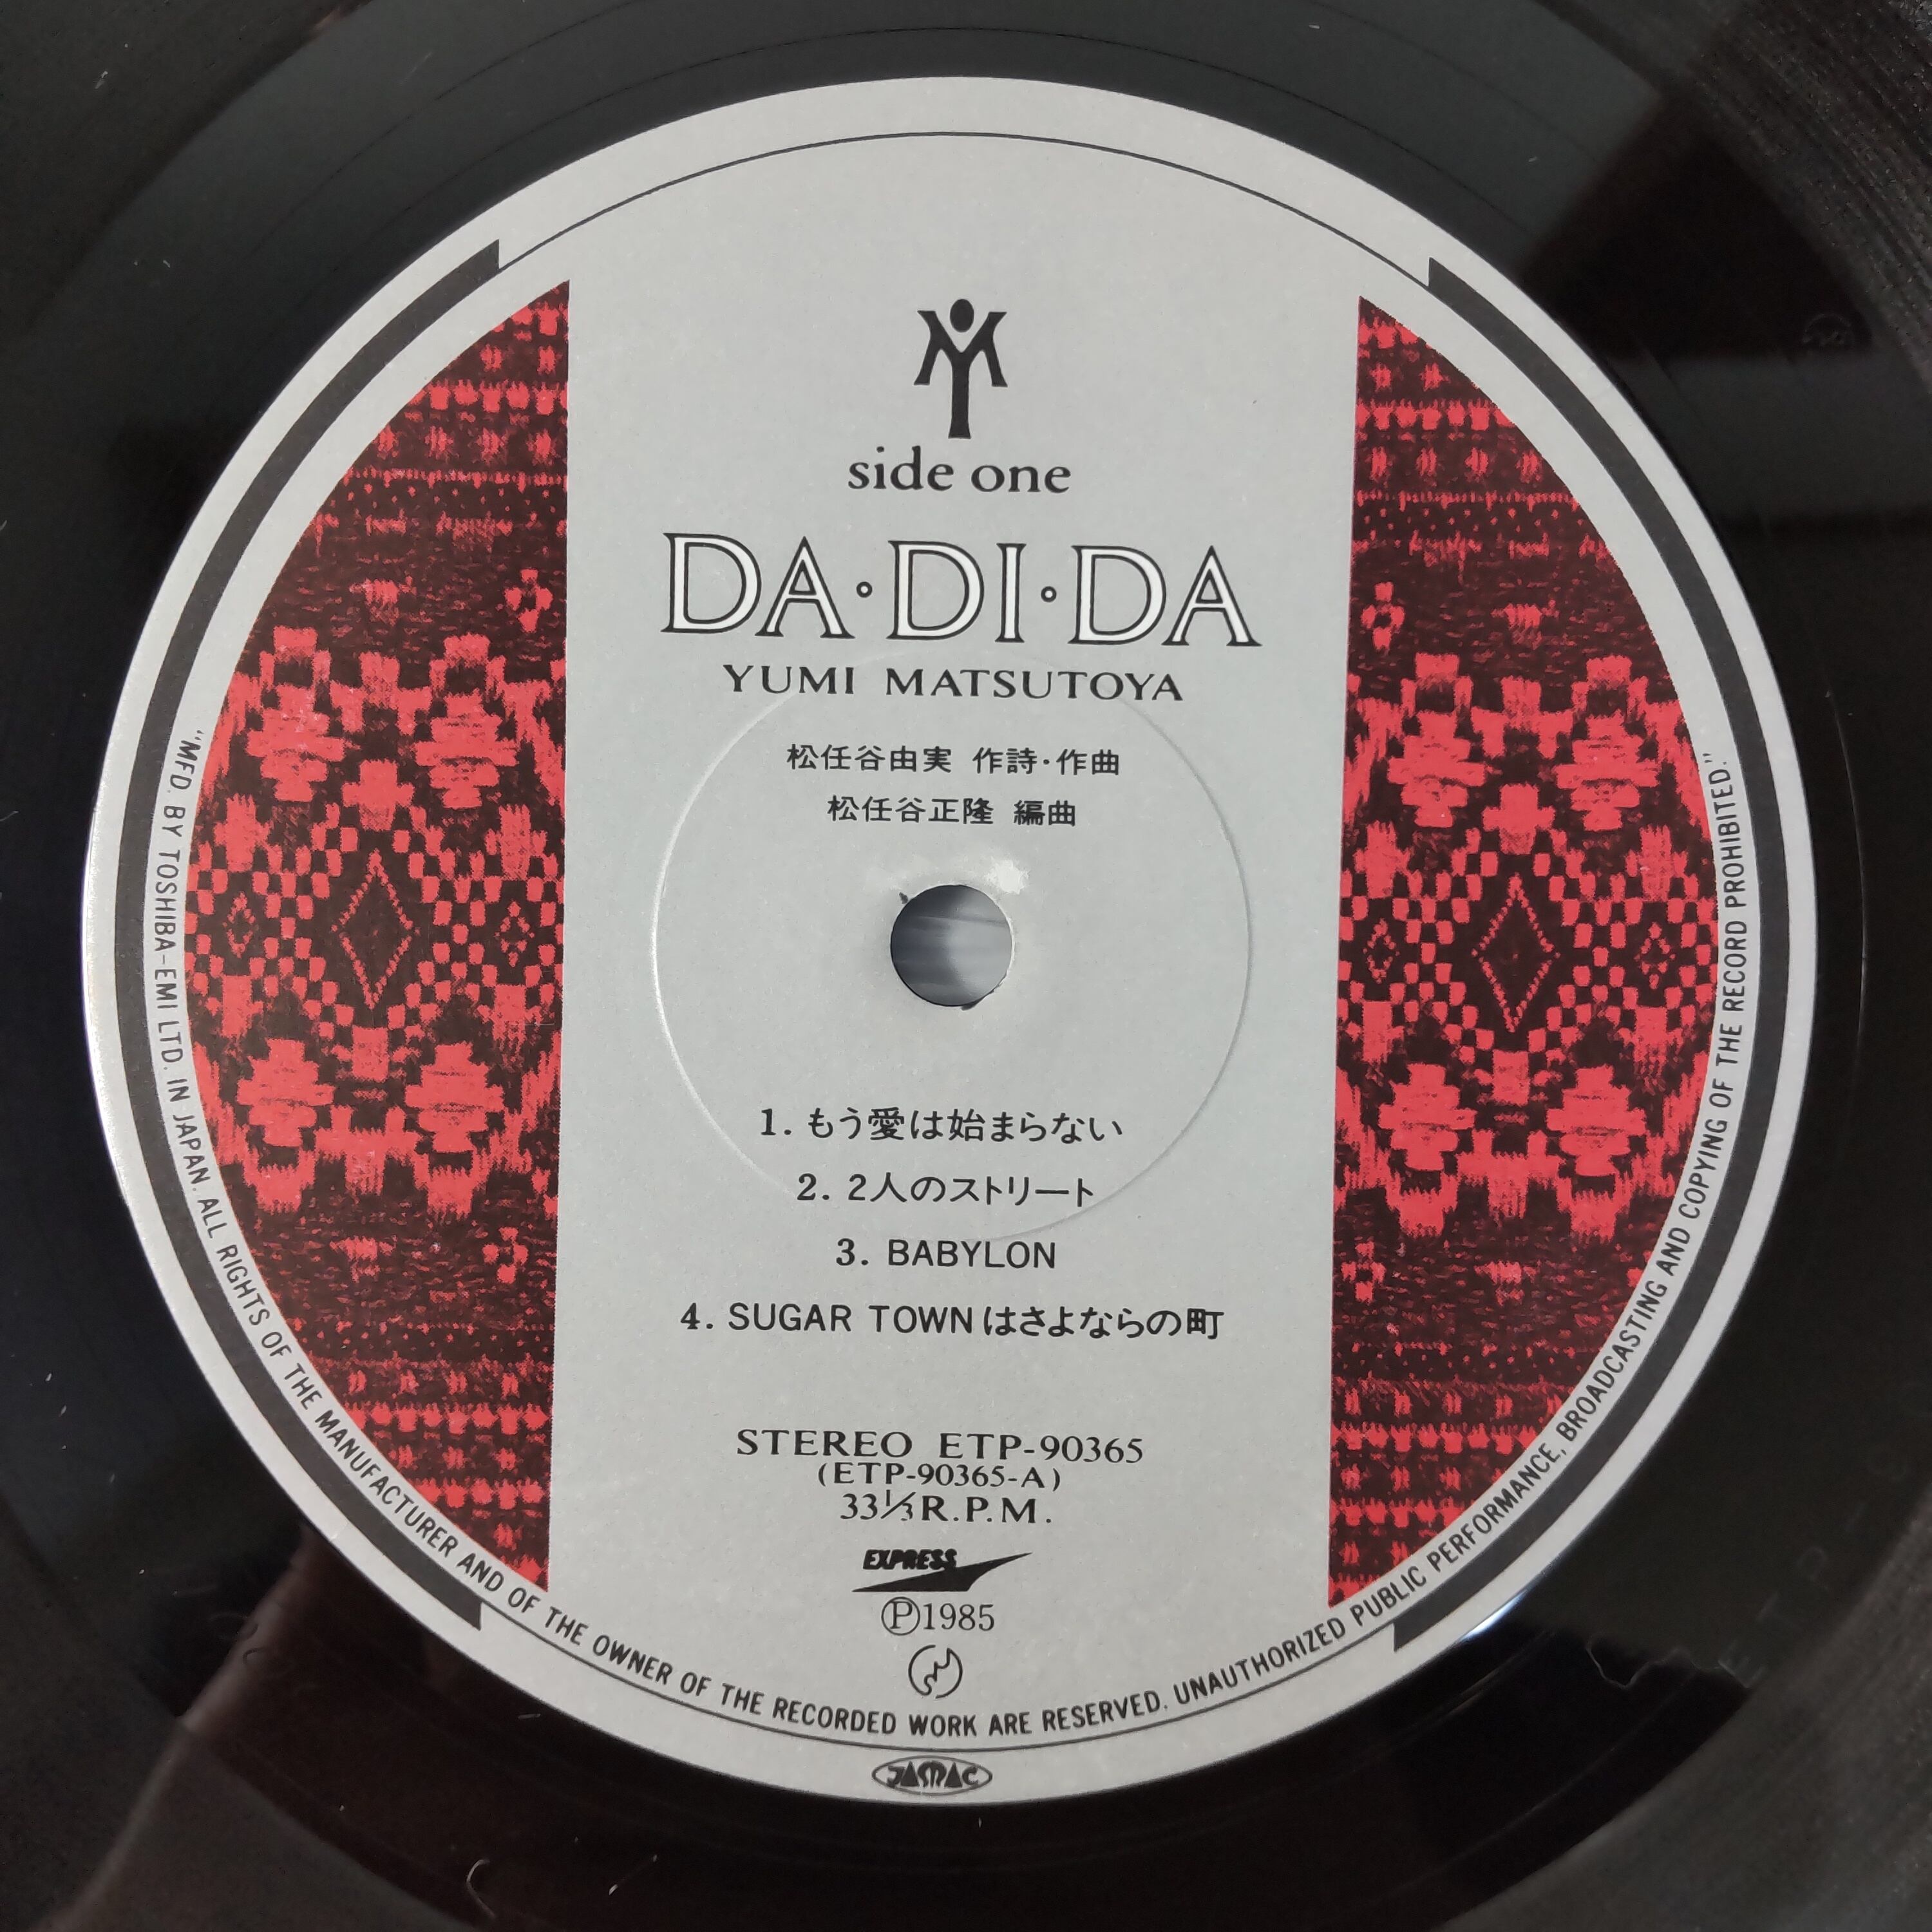 side one
DA・DI・DA
YUMI MATSUTOYA
松任谷由実 作詩・作曲
松任谷正隆 編曲
1. もう愛は始まらない
2. 2人のストリート
3. BABYLON
4. SUGAR TOWNはさよならの町
STEREO ETP-90365
(ETP-90365-A)
33⅓R.P.M.
EXPRESS
Ⓟ1985
"MFD. BY TOSHIBA-EMI LTD. IN JAPAN. ALL RIGHTS OF THE MANUFACTURER AND OF THE OWNER OF THE RECORDED WORK ARE RESERVED. UNAUTHORIZED PUBLIC PERFORMANCE, BROADCASTING AND COPYING OF THE RECORD PROHIBITED."
JASRAC